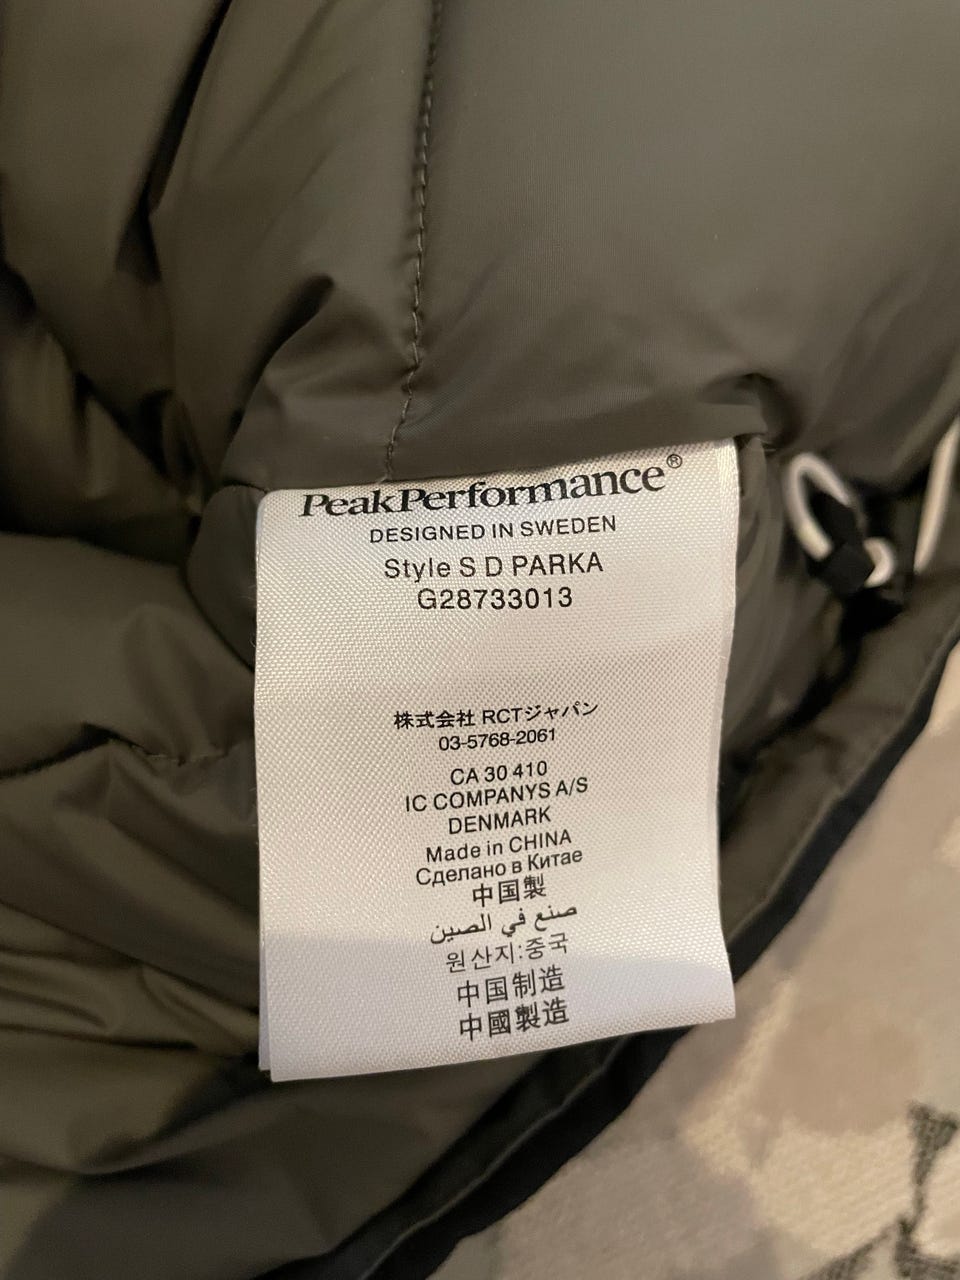 PeakPerformance®
DESIGNED IN SWEDEN
Style S D PARKA
G28733013
株式会社 RCTジャパン
03-5768-2061
CA 30 410
IC COMPANYS A/S
DENMARK
Made in CHINA
Сделано в Китае
中国製
صنع في الصين
원산지:중국
中国制造
中國製造